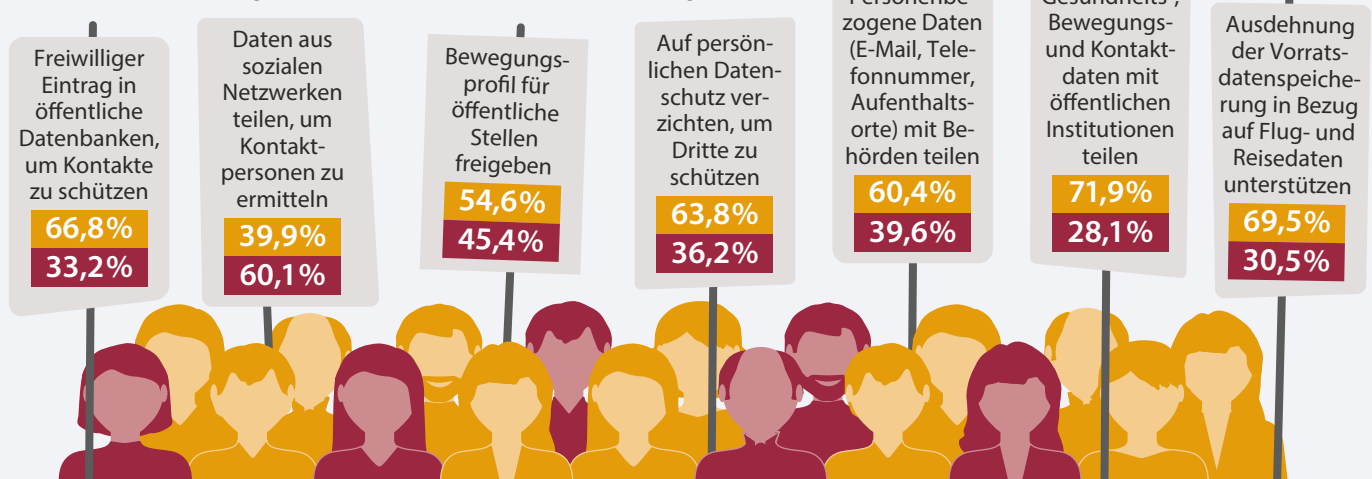 Freiwilliger
Eintrag in
öffentliche
Datenbanken,
um Kontakte
zu schützen
66,8%
33,2%
Daten aus
sozialen
Netzwerken
teilen, um
Kontakt-
personen zu
ermitteln
39,9%
60,1%
Bewegungs-
profil für
öffentliche
Stellen
freigeben
54,6%
45,4%
Auf persön-
lichen Daten-
schutz ver-
zichten, um
Dritte zu
schützen
63,8%
36,2%
Personenbe-
zogene Daten
(E-Mail, Tele-
fonnummer,
Aufenthalts-
orte) mit Be-
hörden teilen
60,4%
39,6%
Gesundheits-,
Bewegungs-
und Kontakt-
daten mit
öffentlichen
Institutionen
teilen
71,9%
28,1%
Ausdehnung
der Vorrats-
datenspeiche-
rung in Bezug
auf Flug- und
Reisedaten
unterstützen
69,5%
30,5%